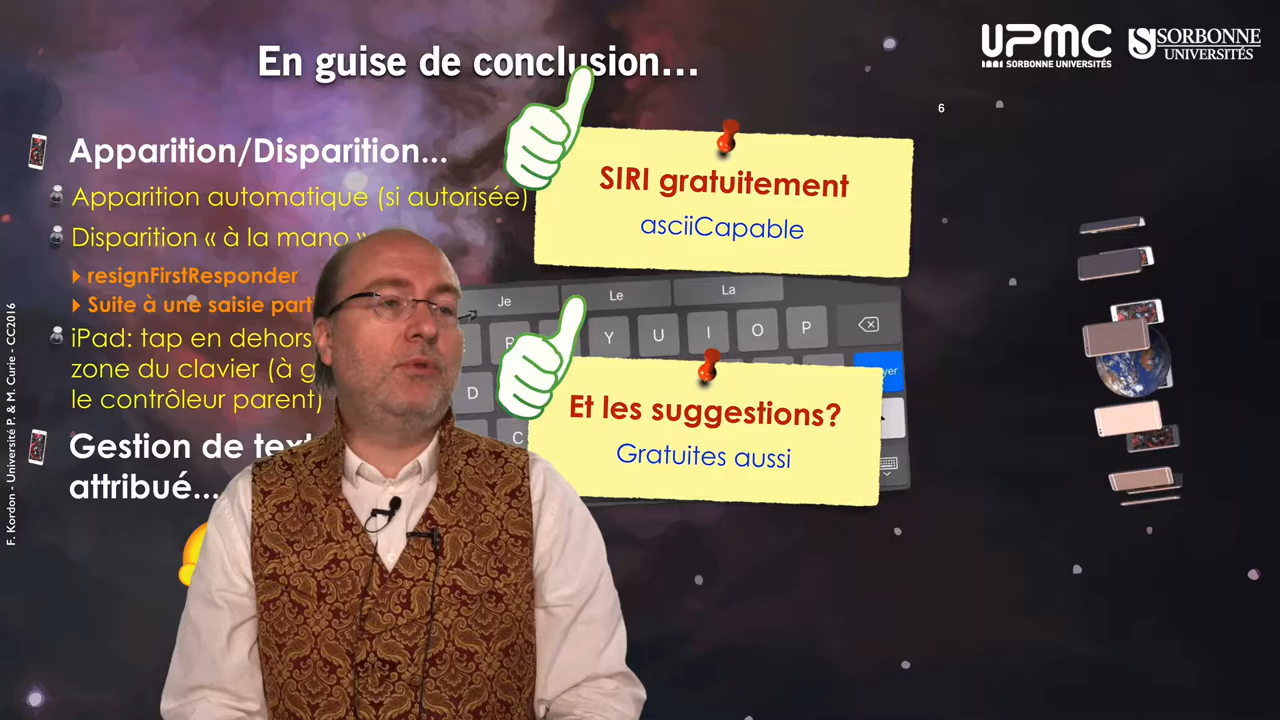 En guise de conclusion...
UPMC
SORBONNE UNIVERSITÉS
SORBONNE
UNIVERSITÉS
6
Apparition/Disparition...
Apparition automatique (si autorisée)
Disparition « à la mano »
resignFirstResponder
Suite à une saisie part
iPad: tap en dehors
zone du clavier (à g
le contrôleur parent)
Gestion de text
attribué...
SIRI gratuitement
asciiCapable
Je Le La
R Y U I O P
D
yer
C
Et les suggestions?
Gratuites aussi
F. Kordon - Université P. & M. Curie - CC2016